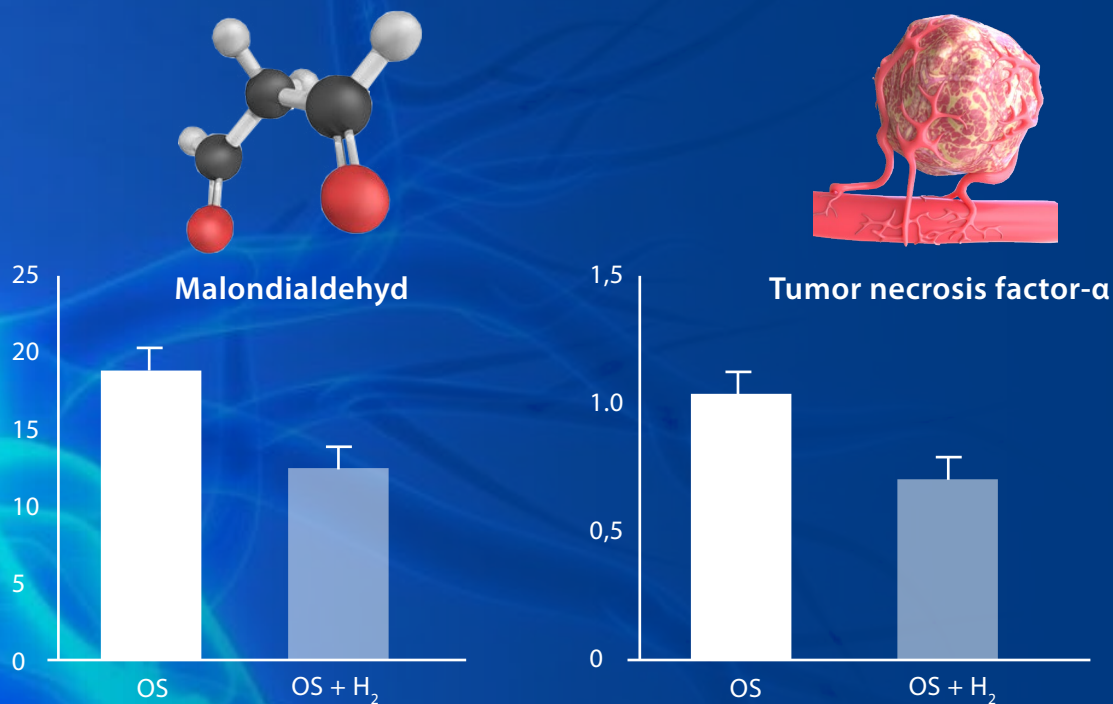 Malondialdehyd
25
20
15
10
5
0
OS
OS + H₂
Tumor necrosis factor-α
1,5
1.0
0,5
0
OS
OS + H₂